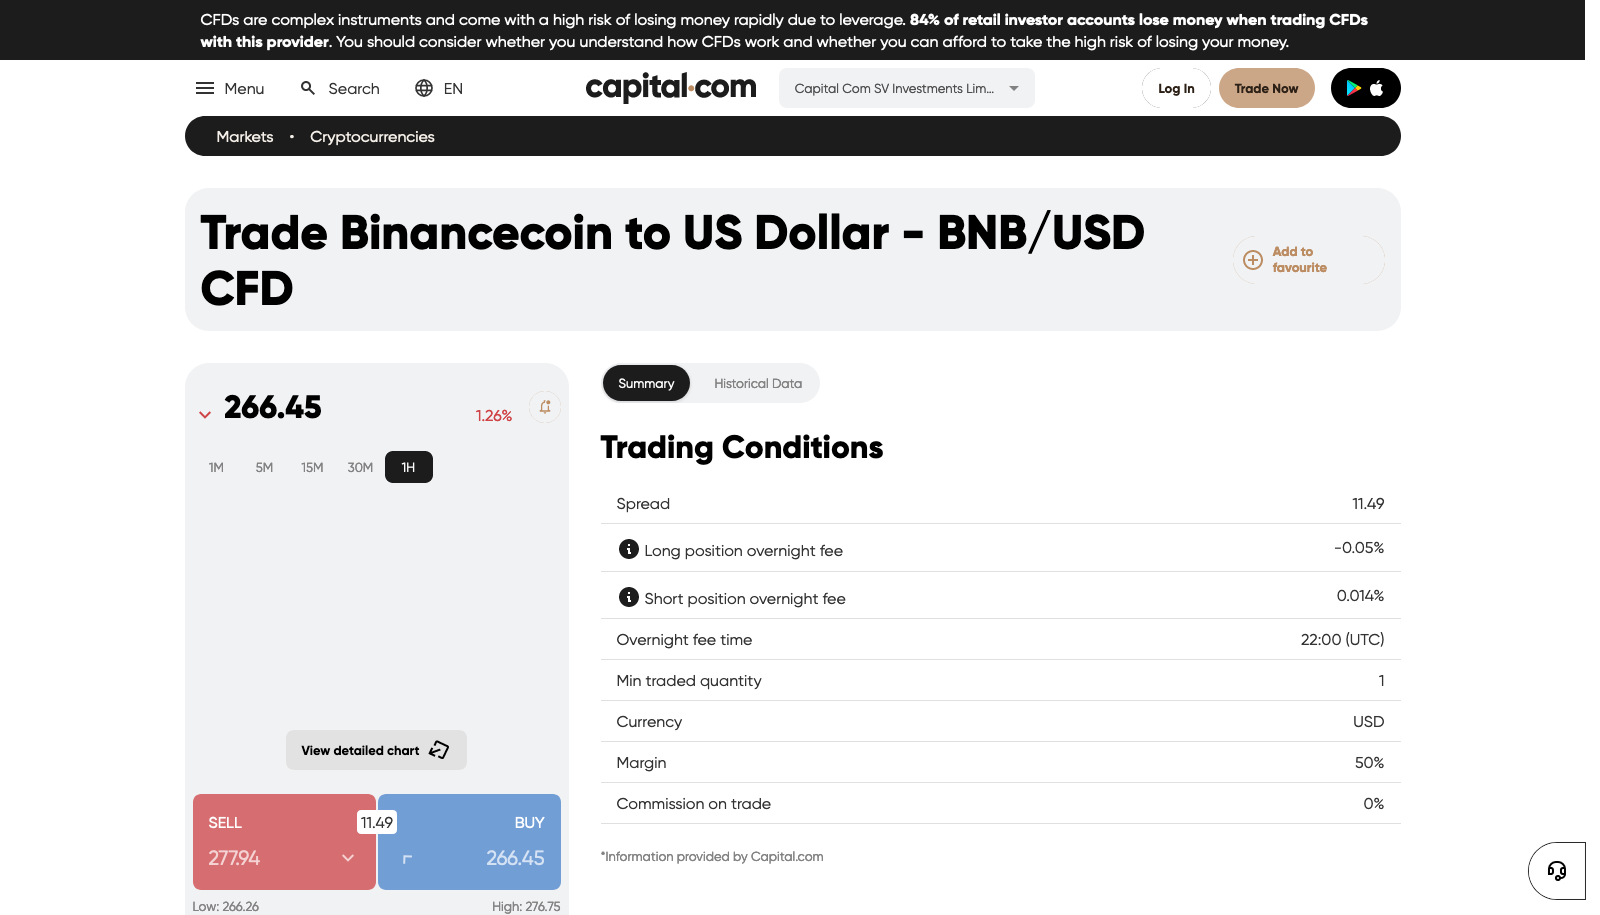 CFDs are complex instruments and come with a high risk of losing money rapidly due to leverage. 84% of retail investor accounts lose money when trading CFDs
with this provider. You should consider whether you understand how CFDs work and whether you can afford to take the high risk of losing your money.
Menu
Search
EN
capital.com
Capital Com SV Investments Lim...
Log In
Trade Now
Markets • Cryptocurrencies
Trade Binancecoin to US Dollar - BNB/USD
CFD
Add to
favourite
266.45
1.26%
1M 5M 15M 30M 1H
View detailed chart
SELL
11.49
BUY
277.94
266.45
Low: 266.26
High: 276.75
Summary
Historical Data
Trading Conditions
Spread 11.49
Long position overnight fee -0.05%
Short position overnight fee 0.014%
Overnight fee time 22:00 (UTC)
Min traded quantity 1
Currency USD
Margin 50%
Commission on trade 0%
*Information provided by Capital.com